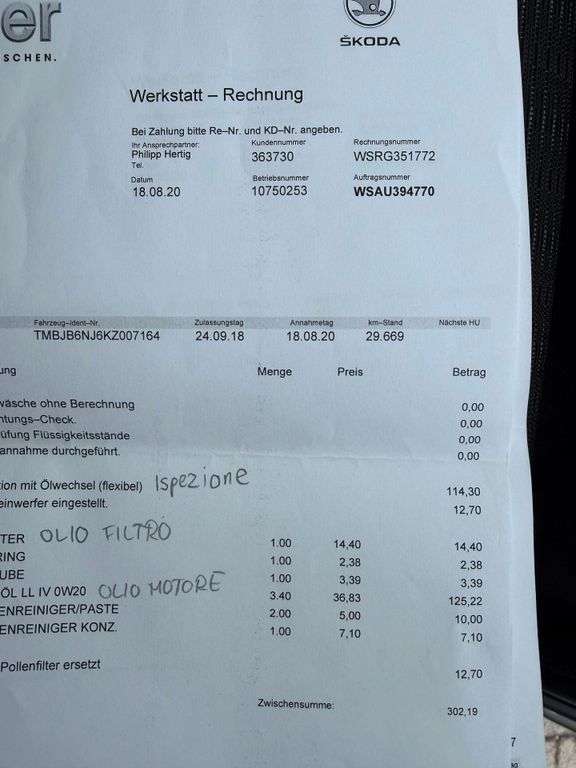 er
SCHEN.
ŠKODA
Werkstatt – Rechnung
Bei Zahlung bitte Re–Nr. und KD–Nr. angeben.
Ihr Ansprechpartner: Kundennummer Rechnungsnummer
Philipp Hertig 363730 WSRG351772
Tel.
Datum Betriebsnummer Auftragsnummer
18.08.20 10750253 WSAU394770
Fahrzeug–Ident–Nr. Zulassungstag Annahmetag km–Stand Nächste HU
TMBJB6NJ6KZ007164 24.09.18 18.08.20 29.669
ung Menge Preis Betrag
wäsche ohne Berechnung 0,00
htungs–Check. 0,00
rüfung Flüssigkeitsstände 0,00
annahme durchgeführt. 0,00
tion mit Ölwechsel (flexibel) Ispezione 114,30
einwerfer eingestellt. 12,70
TER OLIO FILTRO 1.00 14,40 14,40
RING 1.00 2,38 2,38
UBE 1.00 3,39 3,39
ÖL LL IV 0W20 OLIO MOTORE 3.40 36,83 125,22
ENREINIGER/PASTE 2.00 5,00 10,00
ENREINIGER KONZ. 1.00 7,10 7,10
Pollenfilter ersetzt 12,70
Zwischensumme: 302,19
7